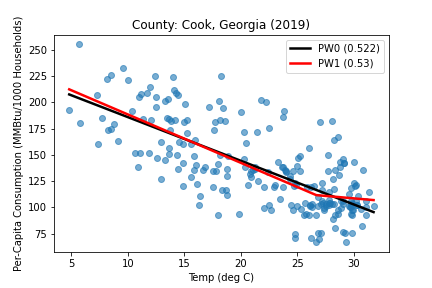 County: Cook, Georgia (2019)
Per-Capita Consumption (MMBtu/1000 Households)
250
225
200
175
150
125
100
75
PW0 (0.522)
PW1 (0.53)
5
10
15
20
25
30
Temp (deg C)